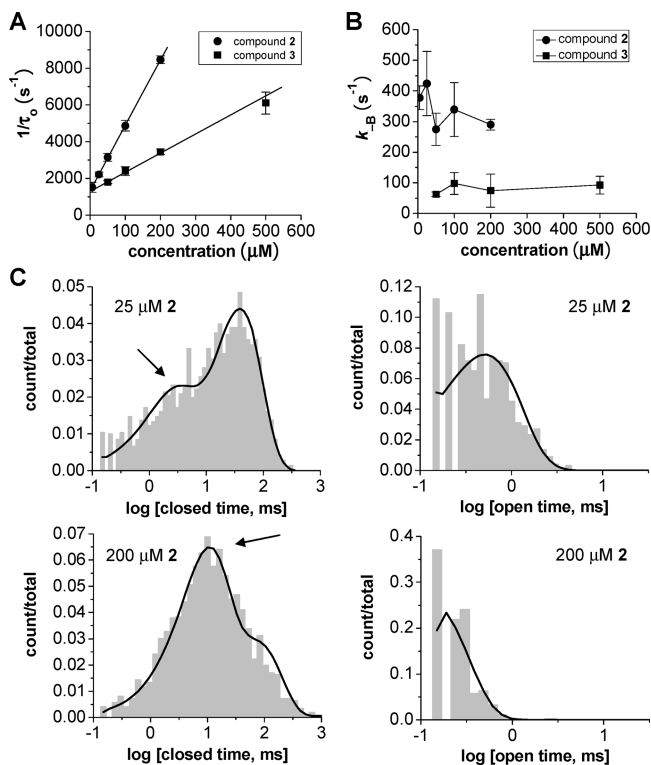 A
10000
8000
6000
4000
2000
0
1/τo (s-1)
0 100 200 300 400 500 600
concentration (μM)
compound 2
compound 3
B
600
500
400
300
200
100
0
k–B (s-1)
0 100 200 300 400 500 600
concentration (μM)
compound 2
compound 3
C
0.05
0.04
0.03
0.02
0.01
0.00
count/total
25 μM 2
-1 0 1 2 3
log [closed time, ms]
0.12
0.10
0.08
0.06
0.04
0.02
0.00
count/total
25 μM 2
-1 0 1
log [open time, ms]
0.07
0.06
0.05
0.04
0.03
0.02
0.01
0.00
count/total
200 μM 2
-1 0 1 2 3
log [closed time, ms]
0.4
0.3
0.2
0.1
0.0
count/total
200 μM 2
-1 0 1
log [open time, ms]